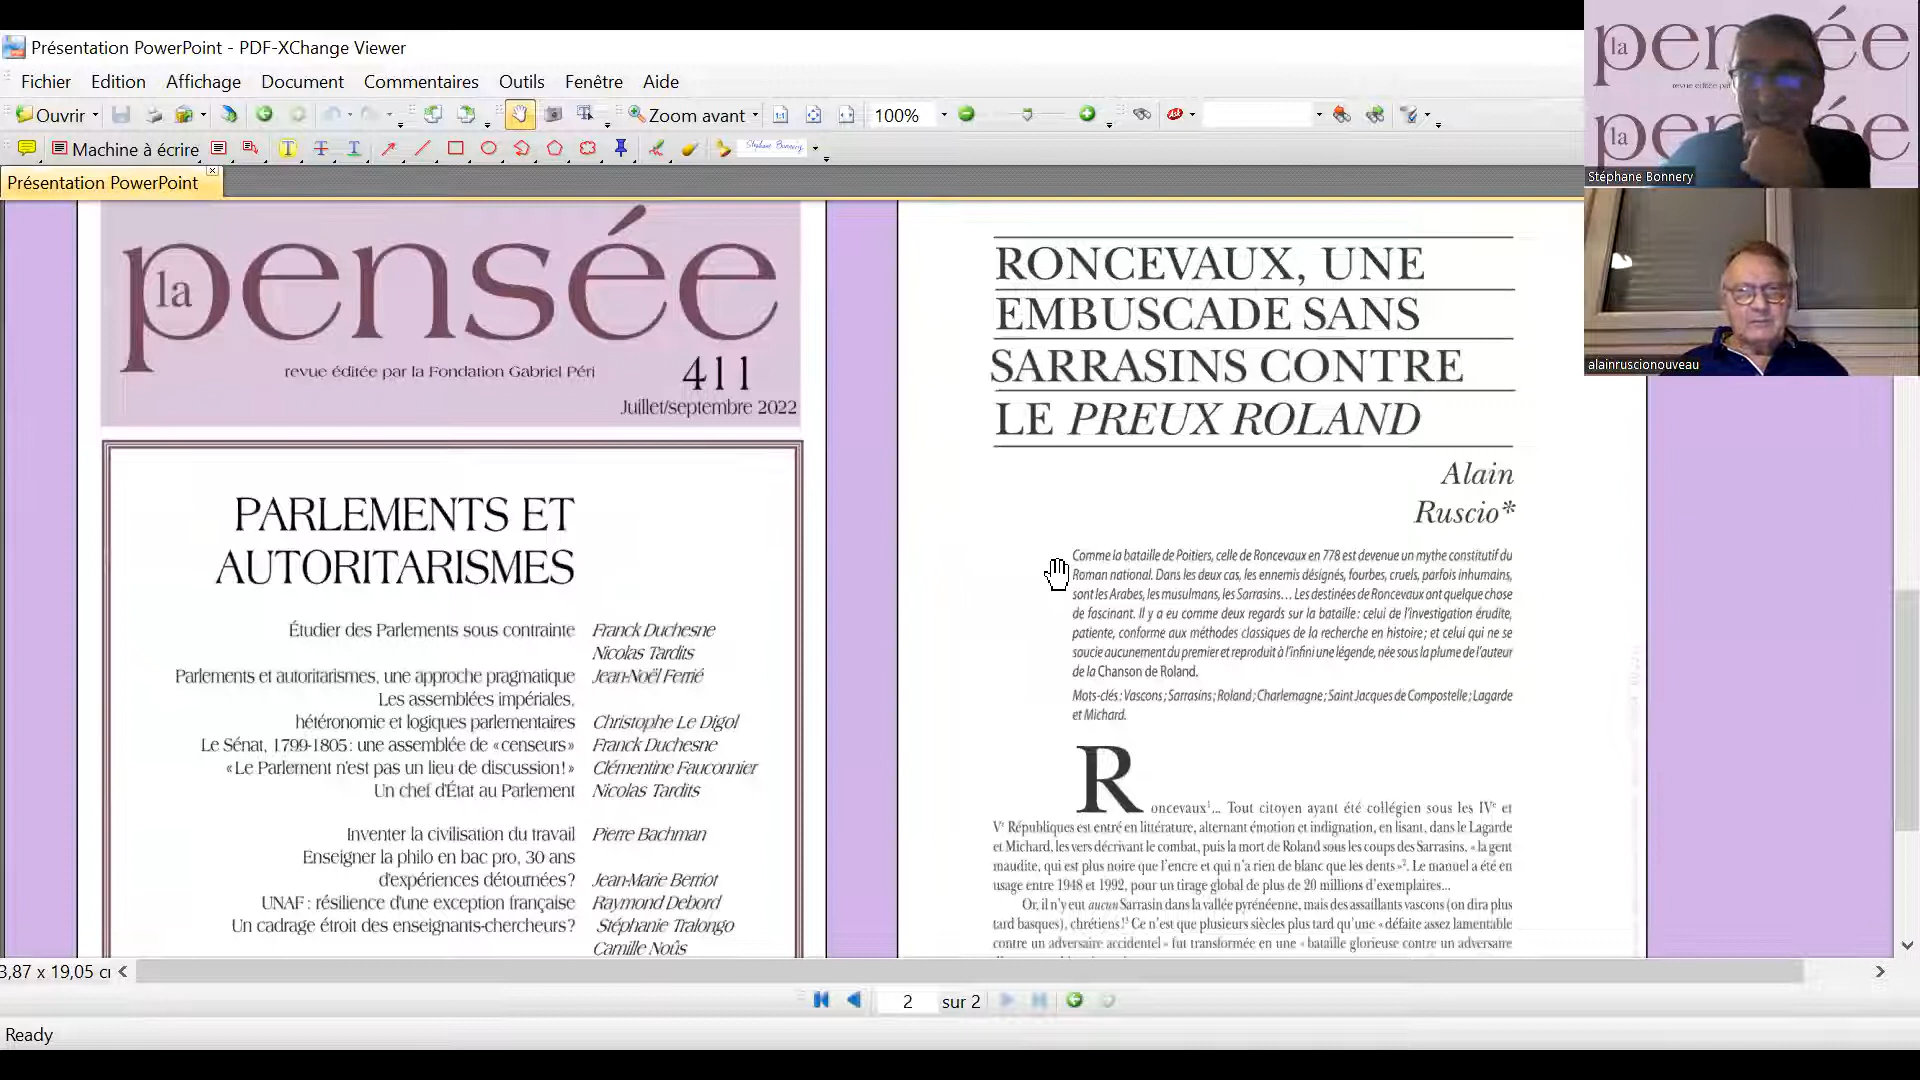 Présentation PowerPoint - PDF-XChange Viewer
Fichier Edition Affichage Document Commentaires Outils Fenêtre Aide
Ouvrir Zoom avant 100%
Machine à écrire Stéphane Bonnery
Présentation PowerPoint
la pensée
revue éditée par la Fondation Gabriel Péri
411
Juillet/septembre 2022
PARLEMENTS ET
AUTORITARISMES
Étudier des Parlements sous contrainte Franck Duchesne
Nicolas Tardits
Parlements et autoritarismes, une approche pragmatique Jean-Noël Ferrié
Les assemblées impériales,
hétéronomie et logiques parlementaires Christophe Le Digol
Le Sénat, 1799-1805 : une assemblée de « censeurs » Franck Duchesne
« Le Parlement n'est pas un lieu de discussion ! » Clémentine Fauconnier
Un chef d'État au Parlement Nicolas Tardits
Inventer la civilisation du travail Pierre Bachman
Enseigner la philo en bac pro, 30 ans
d'expériences détournées ? Jean-Marie Berriot
UNAF : résilience d'une exception française Raymond Debord
Un cadrage étroit des enseignants-chercheurs ? Stéphanie Tralongo
Camille Noûs
RONCEVAUX, UNE
EMBUSCADE SANS
SARRASINS CONTRE
LE PREUX ROLAND
Alain
Ruscio*
Comme la bataille de Poitiers, celle de Roncevaux en 778 est devenue un mythe constitutif du
Roman national. Dans les deux cas, les ennemis désignés, fourbes, cruels, parfois inhumains,
sont les Arabes, les musulmans, les Sarrasins… Les destinées de Roncevaux ont quelque chose
de fascinant. Il y a eu comme deux regards sur la bataille : celui de l'investigation érudite,
patiente, conforme aux méthodes classiques de la recherche en histoire ; et celui qui ne se
soucie aucunement du premier et reproduit à l'infini une légende, née sous la plume de l'auteur
de la Chanson de Roland.
Mots-clés : Vascons ; Sarrasins ; Roland ; Charlemagne ; Saint Jacques de Compostelle ; Lagarde
et Michard.
Roncevaux¹… Tout citoyen ayant été collégien sous les IVe et
Ve Républiques est entré en littérature, alternant émotion et indignation, en lisant, dans le Lagarde
et Michard, les vers décrivant le combat, puis la mort de Roland sous les coups des Sarrasins, « la gent
maudite, qui est plus noire que l'encre et qui n'a rien de blanc que les dents »². Le manuel a été en
usage entre 1948 et 1992, pour un tirage global de plus de 20 millions d'exemplaires…
Or, il n'y eut aucun Sarrasin dans la vallée pyrénéenne, mais des assaillants vascons (on dira plus
tard basques), chrétiens !³ Ce n'est que plusieurs siècles plus tard qu'une « défaite assez lamentable
contre un adversaire accidentel » fut transformée en une « bataille glorieuse contre un adversaire
la pensée
la pensée
Stéphane Bonnery
alainruscionouveau
3,87 x 19,05 c
2 sur 2
Ready